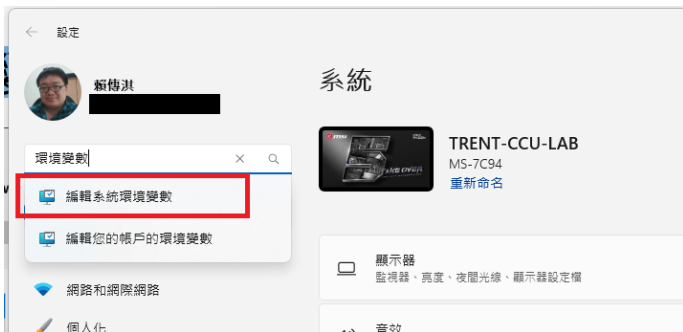 設定
賴傳淇
環境變數
編輯系統環境變數
編輯您的帳戶的環境變數
網路和網際網路
個人化
系統
msi
TRENT-CCU-LAB
MS-7C94
重新命名
顯示器
監視器、亮度、夜間光線、顯示器設定檔
音效